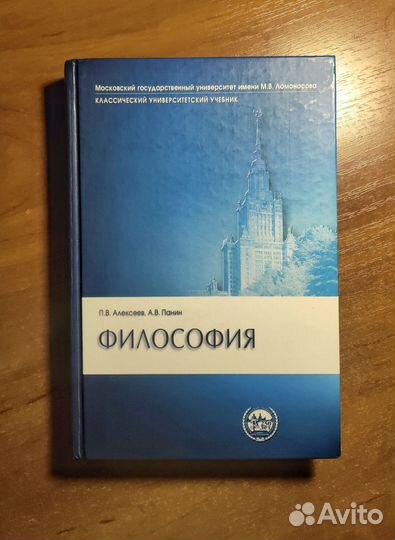 Московский государственный университет имени М.В. Ломоносова
КЛАССИЧЕСКИЙ УНИВЕРСИТЕТСКИЙ УЧЕБНИК
П.В. Алексеев, А.В. Панин
ФИЛОСОФИЯ
Avito